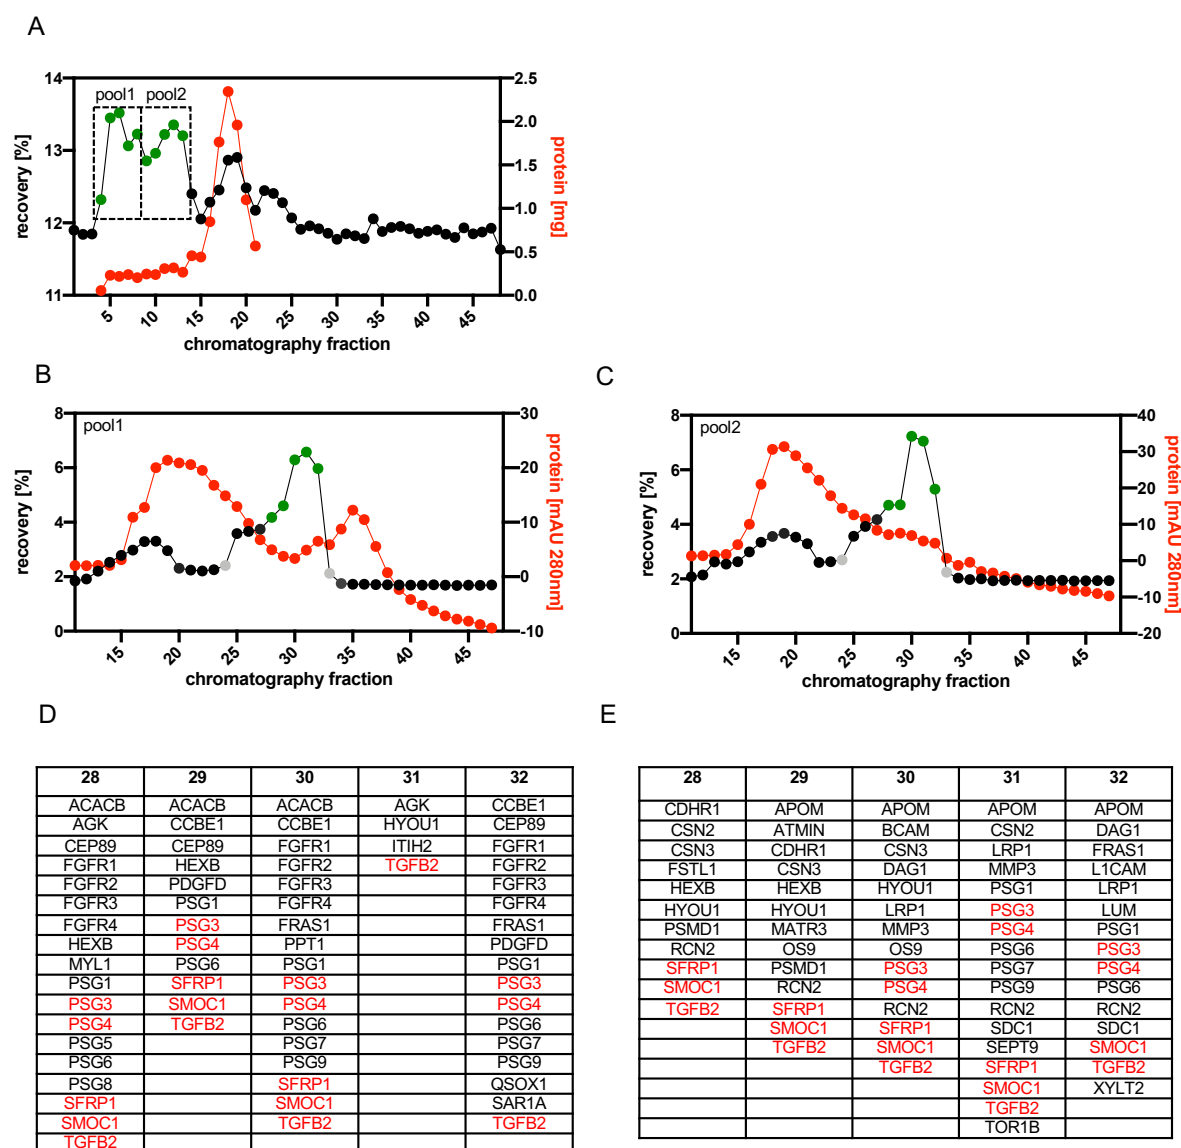 A
14
13
12
11
recovery [%]
pool1 pool2
2.5
2.0
1.5
1.0
0.5
0.0
protein [mg]
5 10 15 20 25 30 35 40 45
chromatography fraction
B
8
6
4
2
0
recovery [%]
pool1
30
20
10
0
-10
protein [mAU 280nm]
15 20 25 30 35 40 45
chromatography fraction
C
8
6
4
2
0
recovery [%]
pool2
40
30
20
10
0
-10
-20
protein [mAU 280nm]
15 20 25 30 35 40 45
chromatography fraction
D
28 29 30 31 32
ACACB ACACB ACACB AGK CCBE1
AGK CCBE1 CCBE1 HYOU1 CEP89
CEP89 CEP89 FGFR1 ITIH2 FGFR1
FGFR1 HEXB FGFR2 TGFB2 FGFR2
FGFR2 PDGFD FGFR3 FGFR3
FGFR3 PSG1 FGFR4 FGFR4
FGFR4 PSG3 FRAS1 FRAS1
HEXB PSG4 PPT1 PDGFD
MYL1 PSG6 PSG1 PSG1
PSG1 SFRP1 PSG3 PSG3
PSG3 SMOC1 PSG4 PSG4
PSG4 TGFB2 PSG6 PSG6
PSG5 PSG7 PSG7
PSG6 PSG9 PSG9
PSG8 SFRP1 QSOX1
SFRP1 SMOC1 SAR1A
SMOC1 TGFB2 TGFB2
TGFB2
E
28 29 30 31 32
CDHR1 APOM APOM APOM APOM
CSN2 ATMIN BCAM CSN2 DAG1
CSN3 CDHR1 CSN3 LRP1 FRAS1
FSTL1 CSN3 DAG1 MMP3 L1CAM
HEXB HEXB HYOU1 PSG1 LRP1
HYOU1 HYOU1 LRP1 PSG3 LUM
PSMD1 MATR3 MMP3 PSG4 PSG1
RCN2 OS9 OS9 PSG6 PSG3
SFRP1 PSMD1 PSG3 PSG7 PSG4
SMOC1 RCN2 PSG4 PSG9 PSG6
TGFB2 SFRP1 RCN2 RCN2 RCN2
SMOC1 SFRP1 SDC1 SDC1
TGFB2 SMOC1 SEPT9 SMOC1
TGFB2 SFRP1 TGFB2
SMOC1 XYLT2
TGFB2
TOR1B